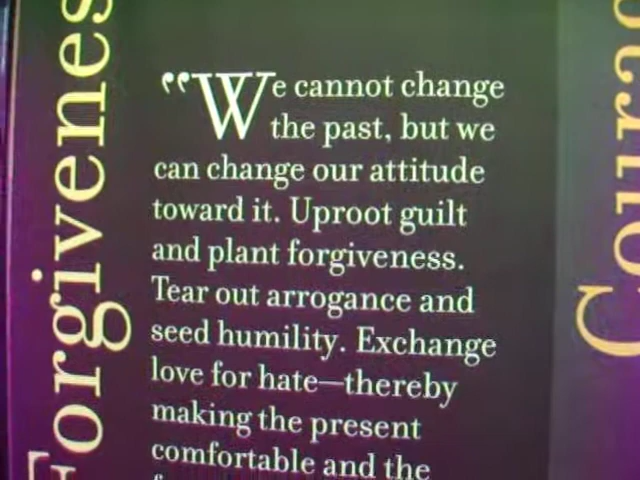 Forgiveness
“We cannot change
the past, but we
can change our attitude
toward it. Uproot guilt
and plant forgiveness.
Tear out arrogance and
seed humility. Exchange
love for hate—thereby
making the present
comfortable and the
Coura